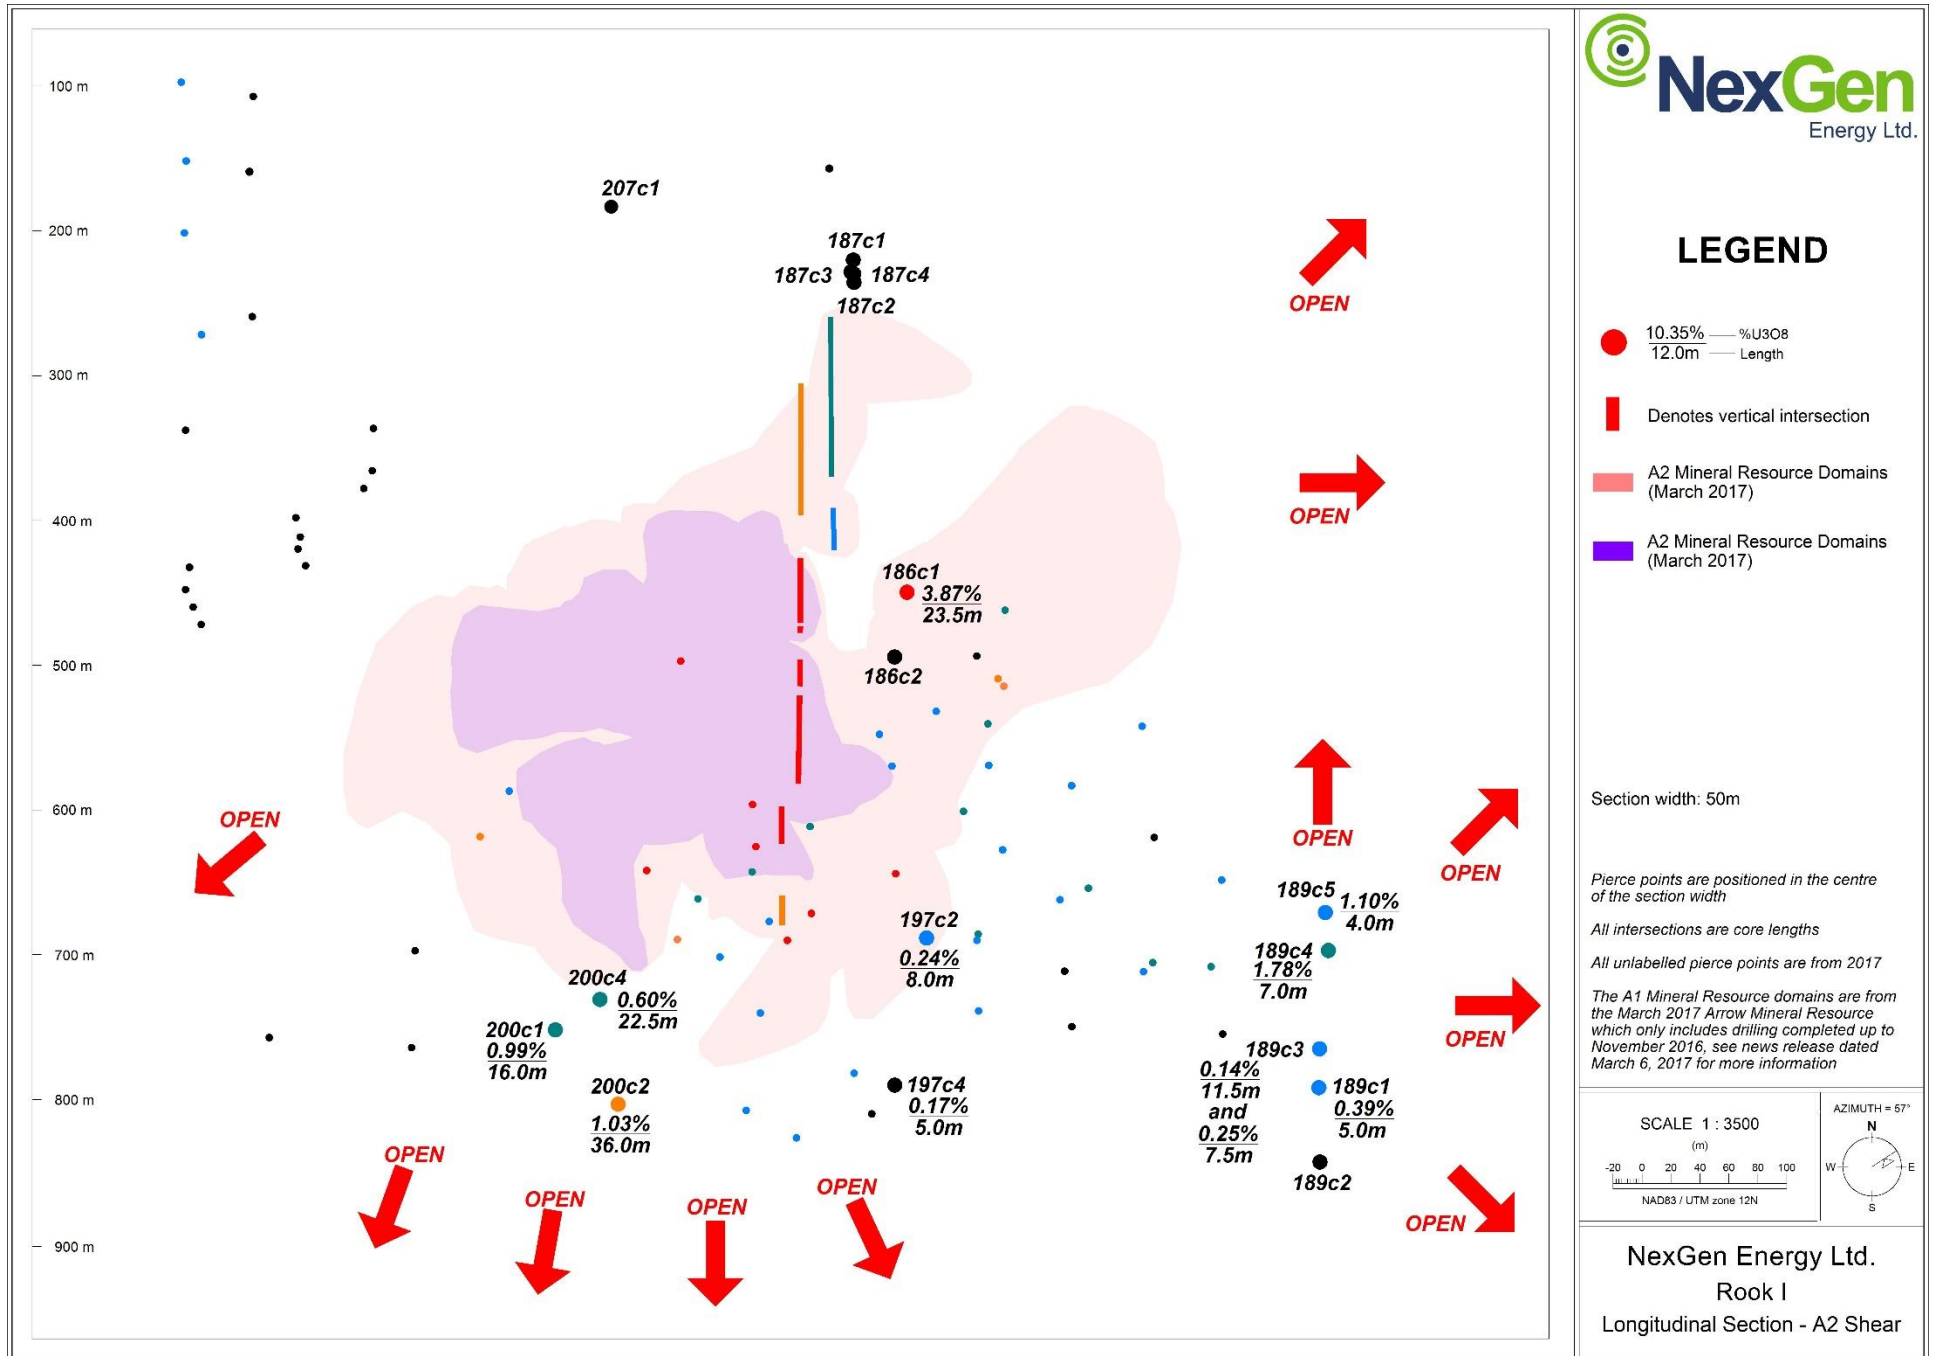 100 m
200 m
300 m
400 m
500 m
600 m
700 m
800 m
900 m
207c1
187c1
187c3
187c4
187c2
186c1
3.87%
23.5m
186c2
197c2
0.24%
8.0m
200c4
0.60%
22.5m
200c1
0.99%
16.0m
200c2
1.03%
36.0m
197c4
0.17%
5.0m
189c5
1.10%
4.0m
189c4
1.78%
7.0m
189c3
0.14%
11.5m
and
0.25%
7.5m
189c1
0.39%
5.0m
189c2
OPEN
OPEN
OPEN
OPEN
OPEN
OPEN
OPEN
OPEN
OPEN
OPEN
OPEN
NexGen
Energy Ltd.
LEGEND
10.35% %U3O8
12.0m Length
Denotes vertical intersection
A2 Mineral Resource Domains
(March 2017)
A2 Mineral Resource Domains
(March 2017)
Section width: 50m
Pierce points are positioned in the centre
of the section width
All intersections are core lengths
All unlabelled pierce points are from 2017
The A1 Mineral Resource domains are from
the March 2017 Arrow Mineral Resource
which only includes drilling completed up to
November 2016, see news release dated
March 6, 2017 for more information
SCALE 1 : 3500
(m)
-20 0 20 40 60 80 100
NAD83 / UTM zone 12N
AZIMUTH = 57°
N
W E
S
NexGen Energy Ltd.
Rook I
Longitudinal Section - A2 Shear